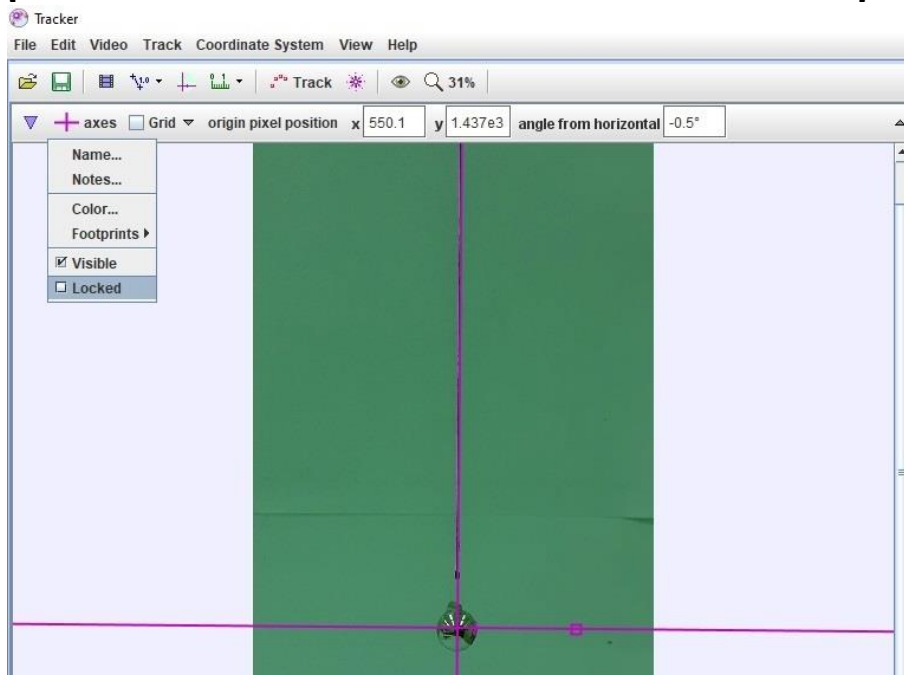 Tracker
File Edit Video Track Coordinate System View Help
Track 31%
axes Grid origin pixel position x 550.1 y 1.437e3 angle from horizontal -0.5°
Name...
Notes...
Color...
Footprints
Visible
Locked